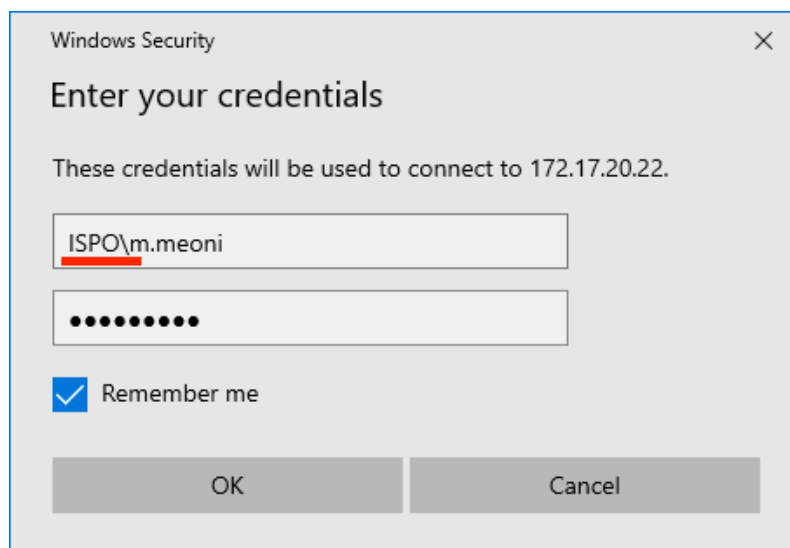 Windows Security
Enter your credentials
These credentials will be used to connect to 172.17.20.22.
ISPO\m.meoni
●●●●●●●●●
Remember me
OK
Cancel